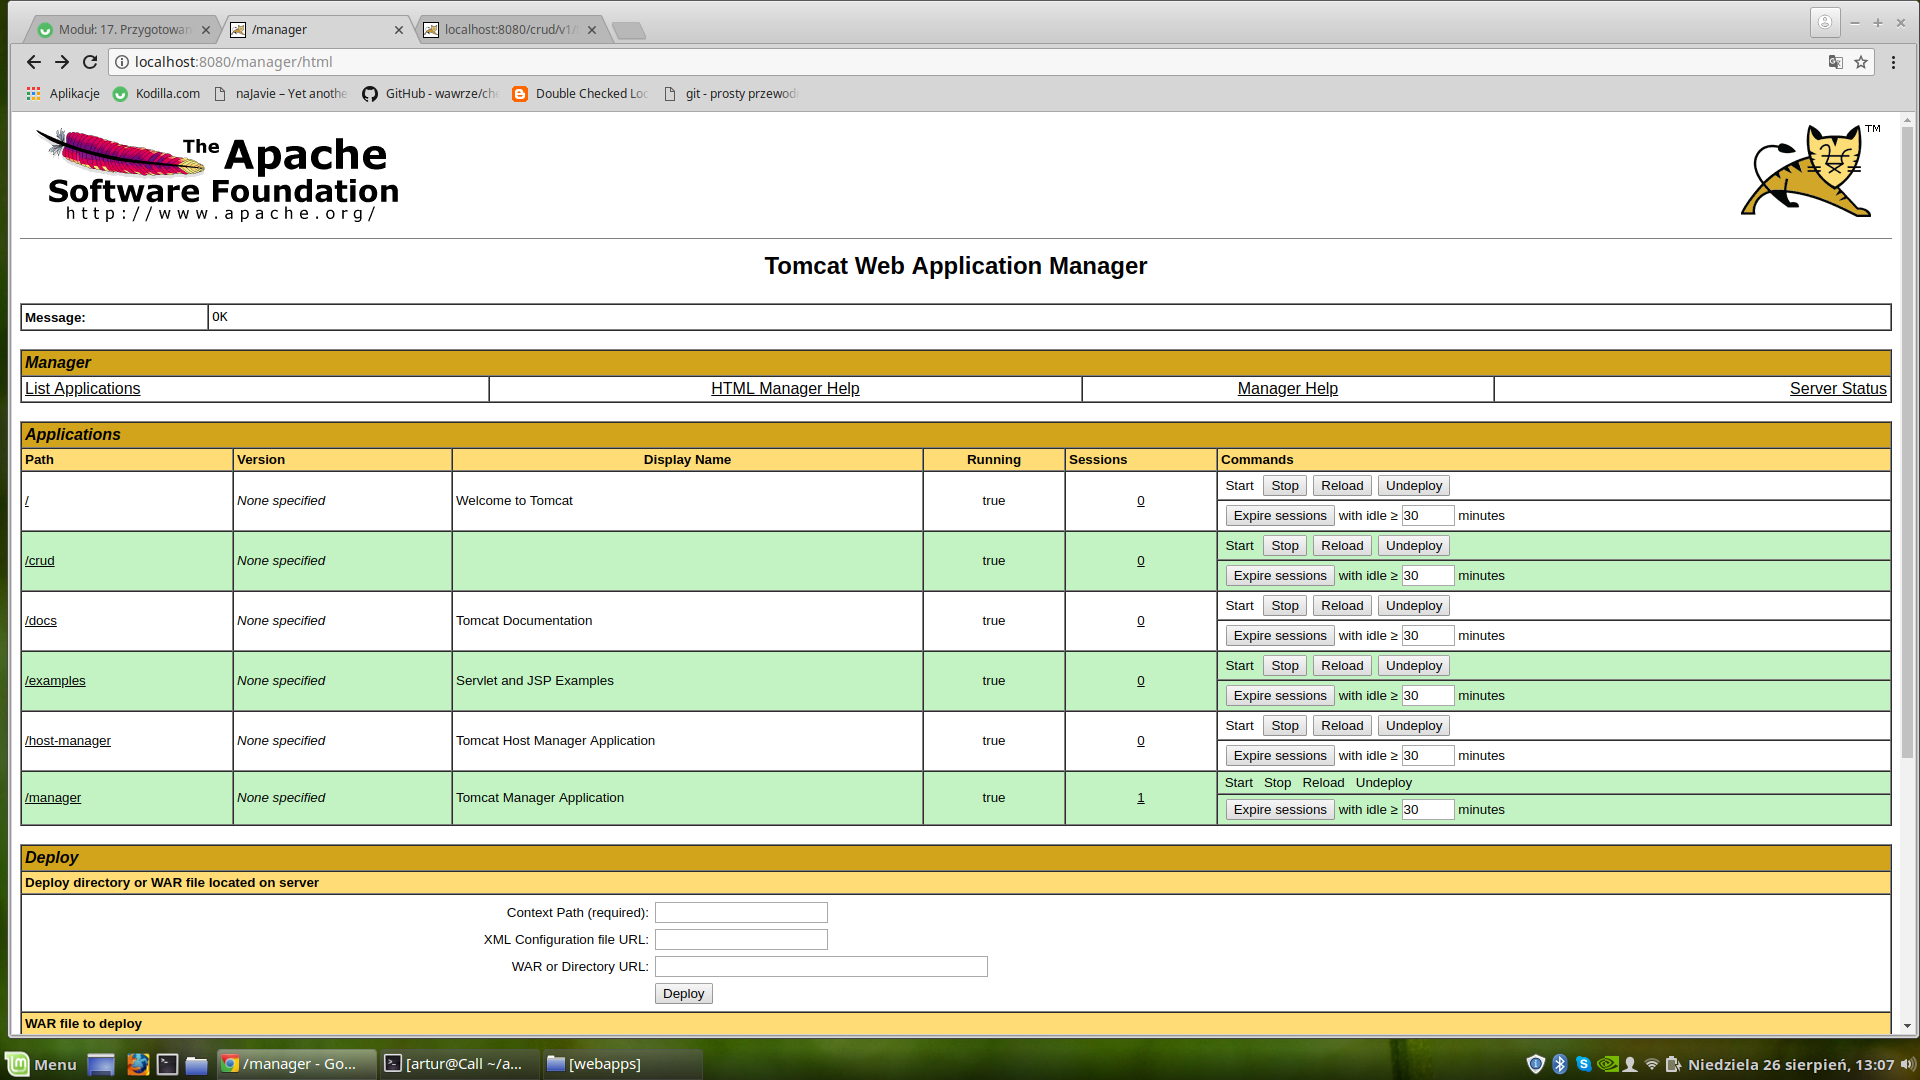 Moduł: 17. Przygotowan
/manager
localhost:8080/crud/v1/
localhost:8080/manager/html
Aplikacje
Kodilla.com
naJavie – Yet anothe
GitHub - wawrze/che
Double Checked Loc
git - prosty przewodn
The Apache
Software Foundation
http://www.apache.org/
TM
Tomcat Web Application Manager
Message: OK
Manager
List Applications HTML Manager Help Manager Help Server Status
Applications
Path Version Display Name Running Sessions Commands
/ None specified Welcome to Tomcat true 0 Start Stop Reload Undeploy
Expire sessions with idle ≥ 30 minutes
/crud None specified true 0 Start Stop Reload Undeploy
Expire sessions with idle ≥ 30 minutes
/docs None specified Tomcat Documentation true 0 Start Stop Reload Undeploy
Expire sessions with idle ≥ 30 minutes
/examples None specified Servlet and JSP Examples true 0 Start Stop Reload Undeploy
Expire sessions with idle ≥ 30 minutes
/host-manager None specified Tomcat Host Manager Application true 0 Start Stop Reload Undeploy
Expire sessions with idle ≥ 30 minutes
/manager None specified Tomcat Manager Application true 1 Start Stop Reload Undeploy
Expire sessions with idle ≥ 30 minutes
Deploy
Deploy directory or WAR file located on server
Context Path (required):
XML Configuration file URL:
WAR or Directory URL:
Deploy
WAR file to deploy
Menu
/manager - Go...
[artur@Call ~/a...
[webapps]
Niedziela 26 sierpień, 13:07